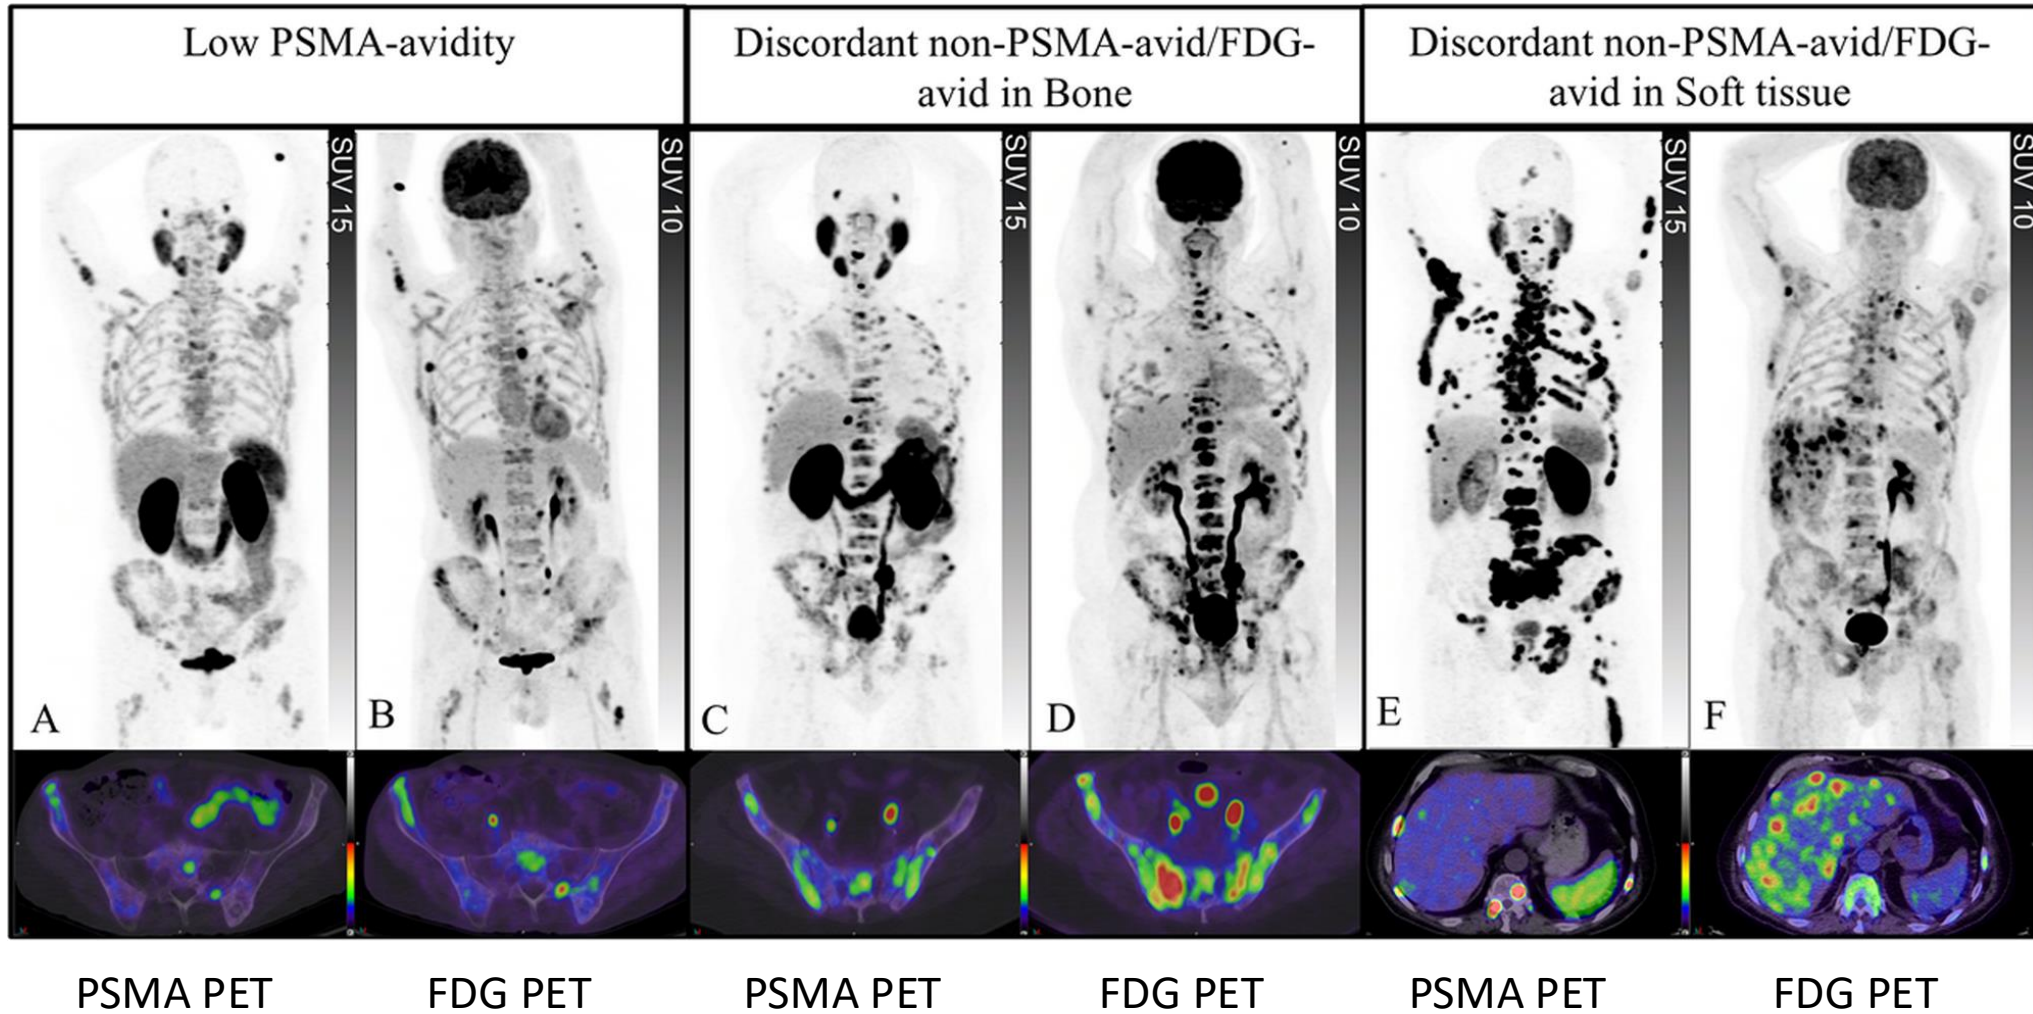 Low PSMA-avidity
Discordant non-PSMA-avid/FDG-
avid in Bone
Discordant non-PSMA-avid/FDG-
avid in Soft tissue
SUV 15
SUV 10
SUV 15
SUV 10
SUV 15
SUV 10
A
B
C
D
E
F
PSMA PET
FDG PET
PSMA PET
FDG PET
PSMA PET
FDG PET